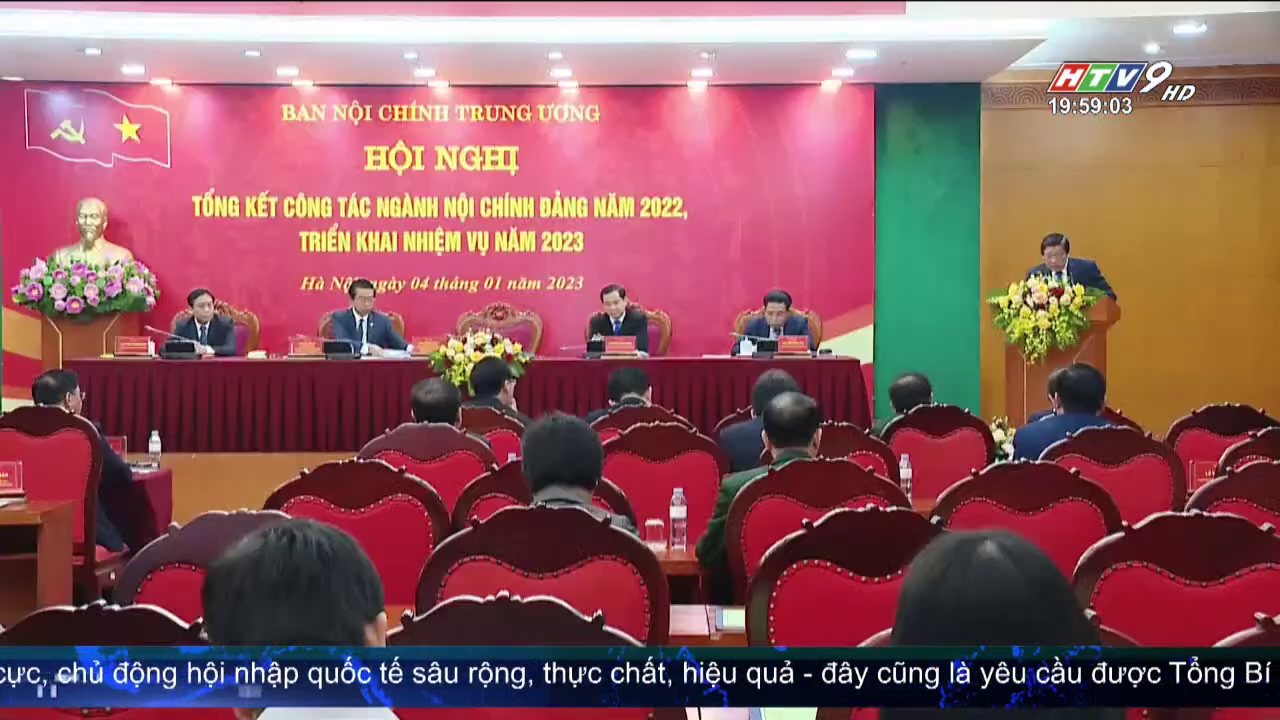 HTV9 HD
19:59:03
BAN NỘI CHÍNH TRUNG ƯƠNG
HỘI NGHỊ
TỔNG KẾT CÔNG TÁC NGÀNH NỘI CHÍNH ĐẢNG NĂM 2022,
TRIỂN KHAI NHIỆM VỤ NĂM 2023
Hà Nội, ngày 04 tháng 01 năm 2023
cực, chủ động hội nhập quốc tế sâu rộng, thực chất, hiệu quả - đây cũng là yêu cầu được Tổng Bí